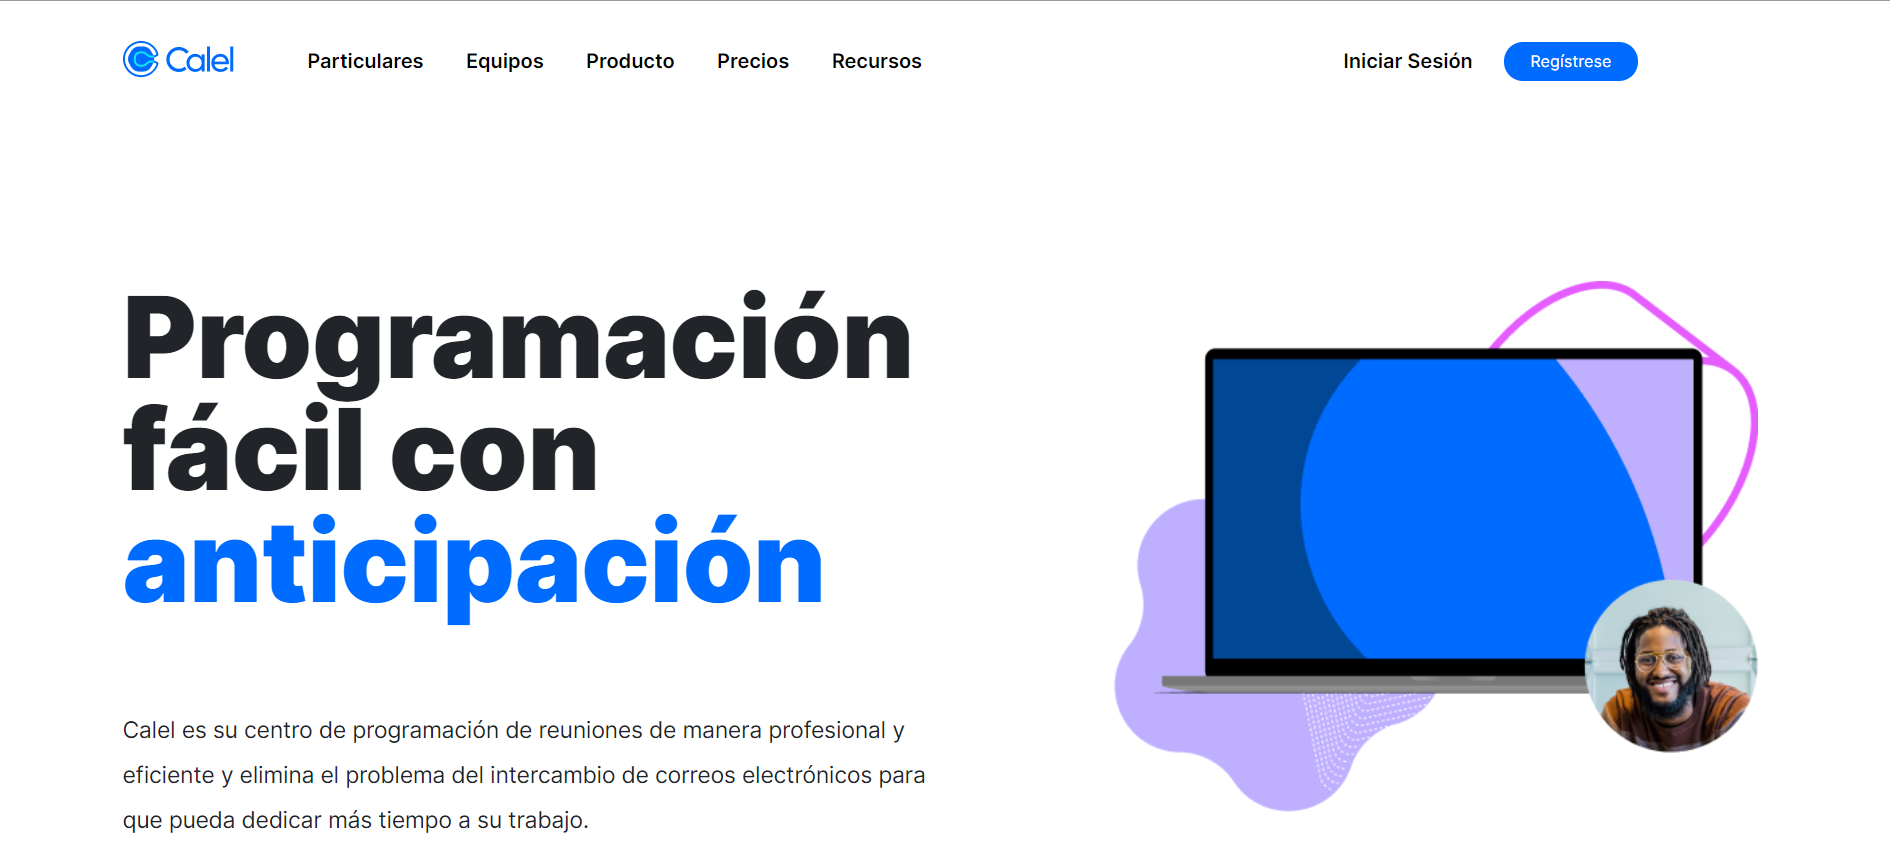 Calel
Particulares
Equipos
Producto
Precios
Recursos
Iniciar Sesión
Regístrese
Programación
fácil con
anticipación
Calel es su centro de programación de reuniones de manera profesional y
eficiente y elimina el problema del intercambio de correos electrónicos para
que pueda dedicar más tiempo a su trabajo.